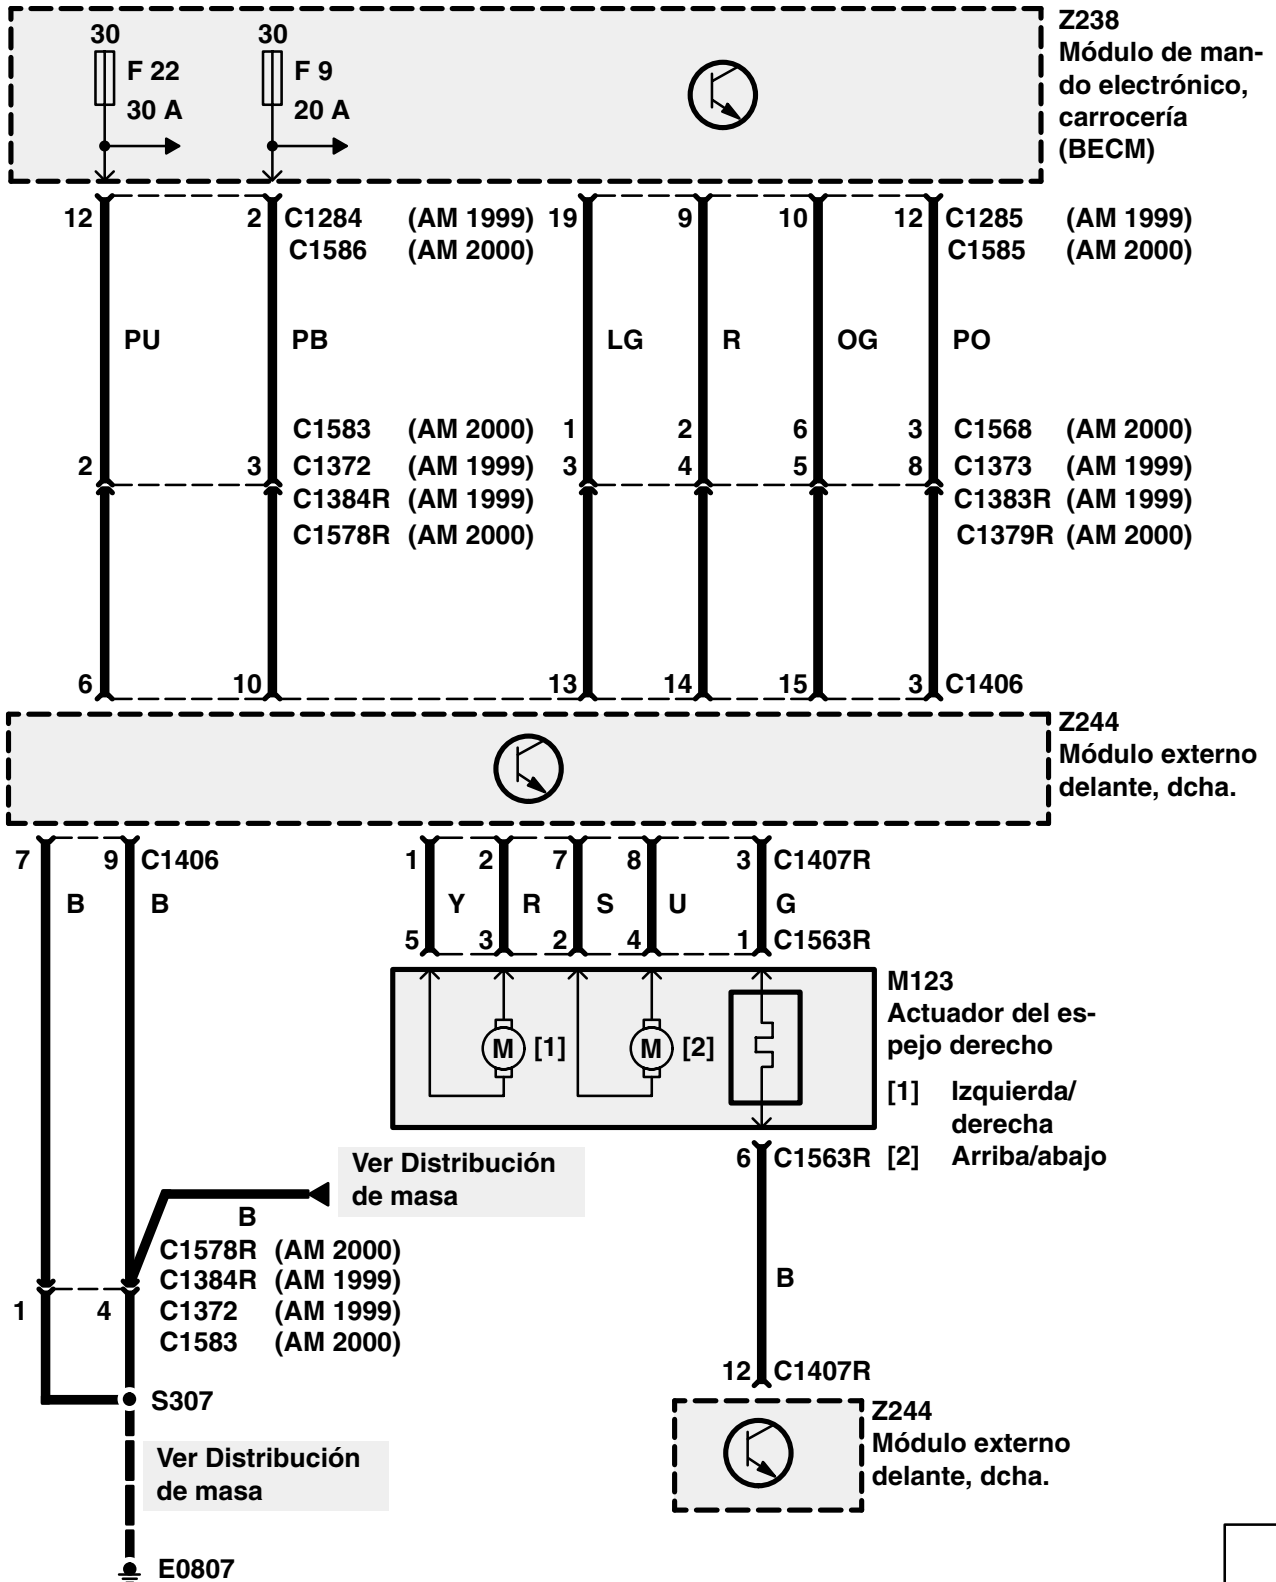 Z238
Módulo de man-
do electrónico,
carrocería
(BECM)
30 30
F 22 F 9
30 A 20 A
12 2 C1284 (AM 1999) 19 9 10 12 C1285 (AM 1999)
C1586 (AM 2000) C1585 (AM 2000)
PU PB LG R OG PO
C1583 (AM 2000) 1 2 6 3 C1568 (AM 2000)
2 3 C1372 (AM 1999) 3 4 5 8 C1373 (AM 1999)
C1384R (AM 1999) C1383R (AM 1999)
C1578R (AM 2000) C1379R (AM 2000)
6 10 13 14 15 3 C1406
Z244
Módulo externo
delante, dcha.
7 9 C1406 1 2 7 8 3 C1407R
B B Y R S U G
5 3 2 4 1 C1563R
M123
Actuador del es-
pejo derecho
M [1] M [2]
[1] Izquierda/
derecha
6 C1563R [2] Arriba/abajo
Ver Distribución
de masa
B
C1578R (AM 2000)
C1384R (AM 1999)
1 4 C1372 (AM 1999)
C1583 (AM 2000)
B
12 C1407R
S307
Z244
Módulo externo
delante, dcha.
Ver Distribución
de masa
E0807